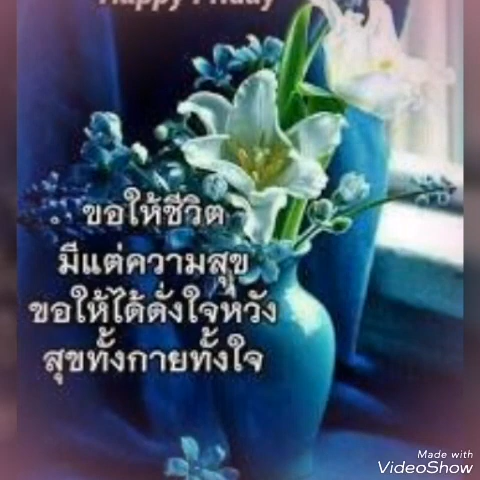 Happy Friday
ขอให้ชีวิต
มีแต่ความสุข
ขอให้ได้ดั่งใจหวัง
สุขทั้งกายทั้งใจ
Made with
VideoShow